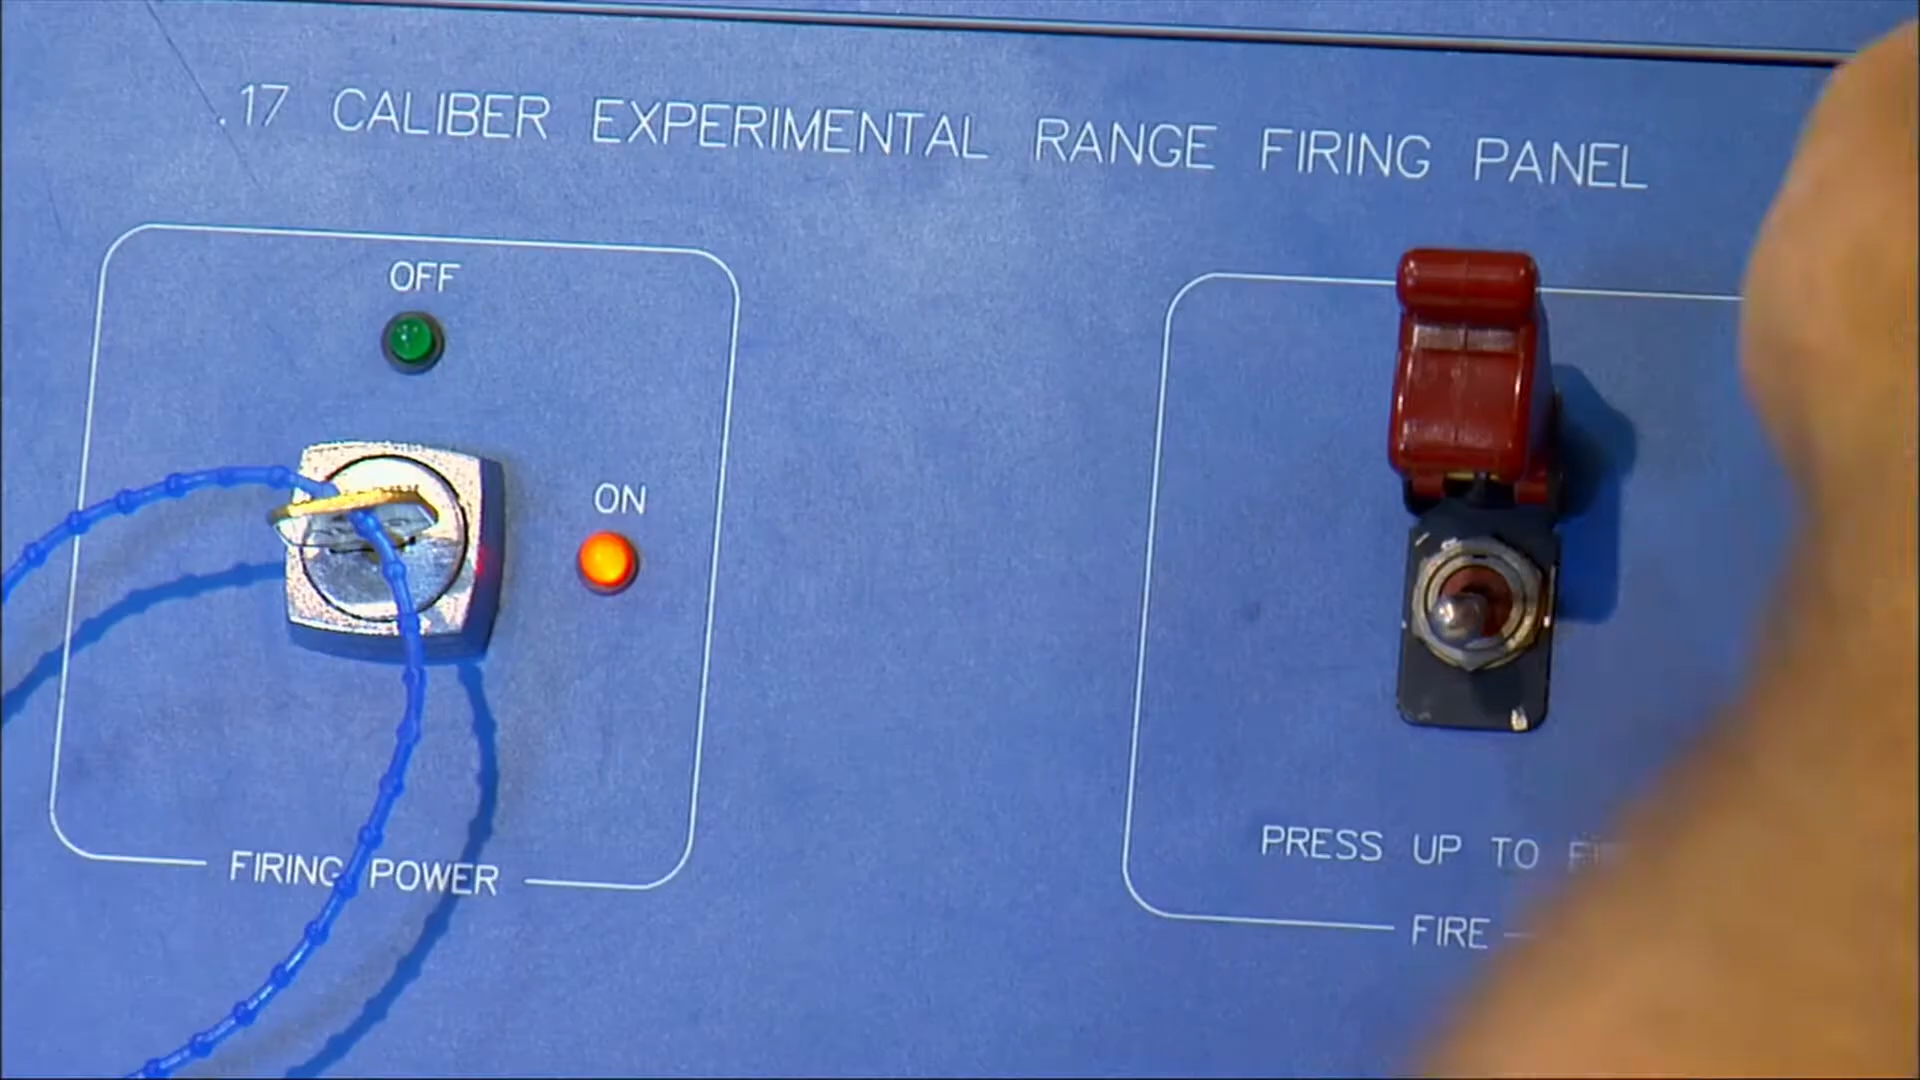 .17 CALIBER EXPERIMENTAL RANGE FIRING PANEL
OFF
ON
FIRING POWER
PRESS UP TO
FIRE